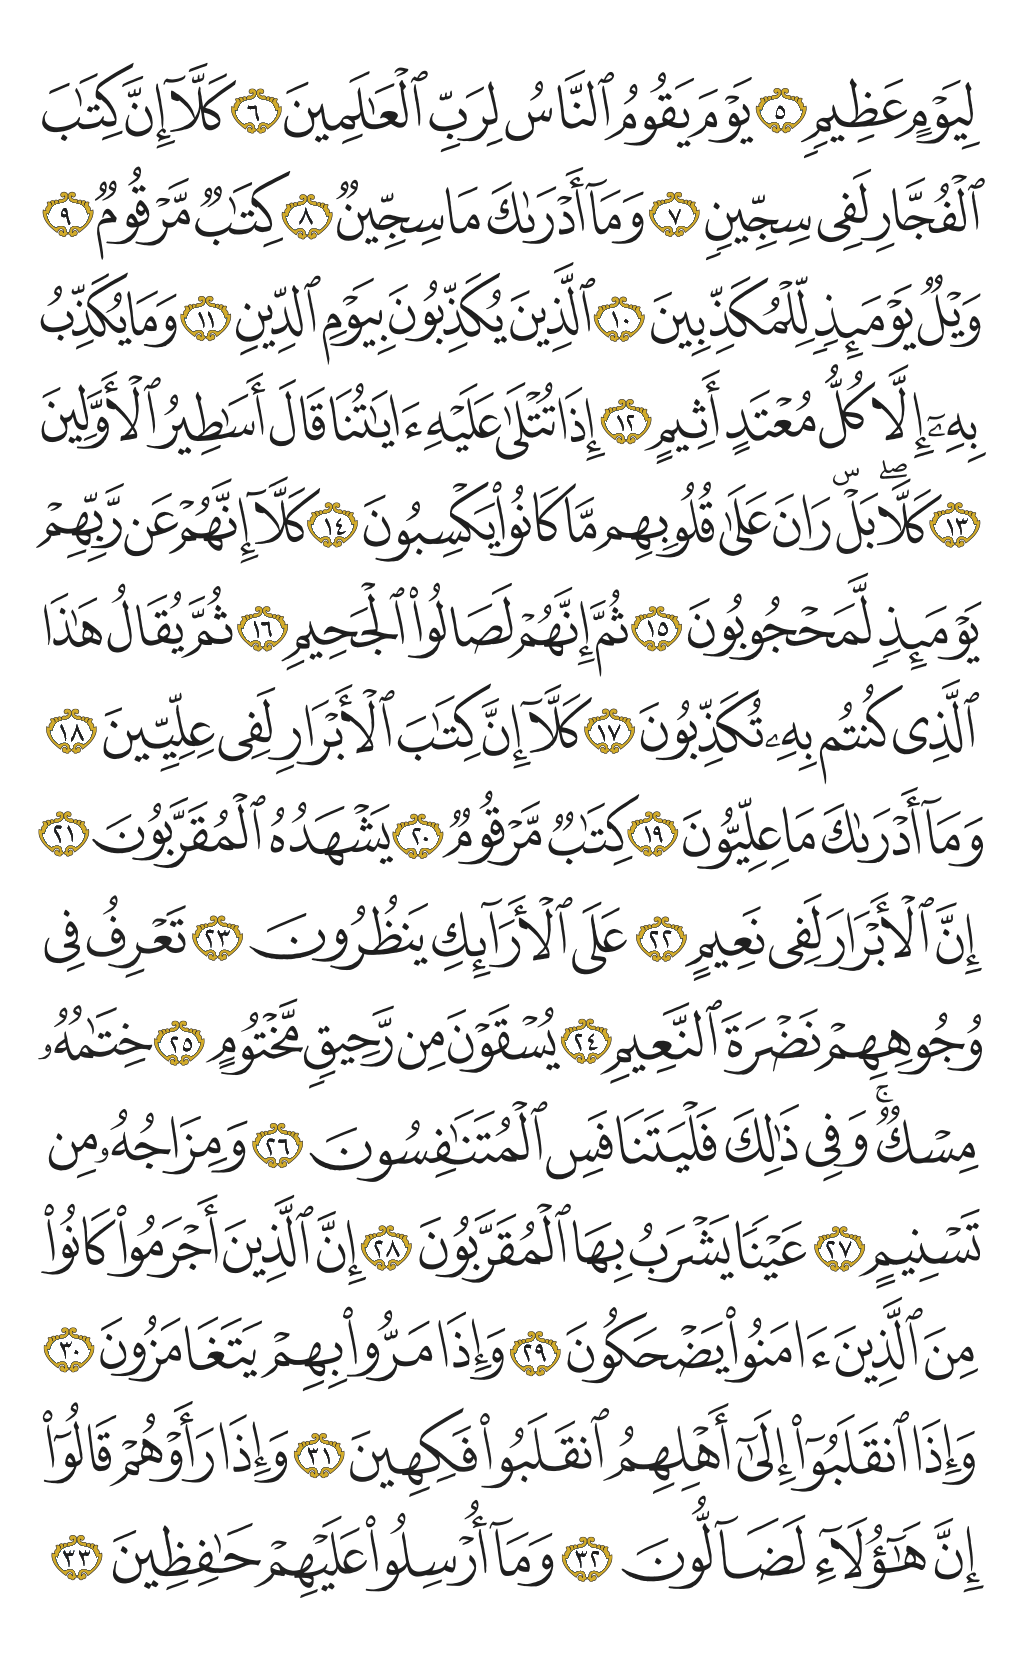 لِيَوْمٍ عَظِيمٍ ٥ يَوْمَ يَقُومُ ٱلنَّاسُ لِرَبِّ ٱلْعَـٰلَمِينَ ٦ كَلَّآ إِنَّ كِتَـٰبَ
ٱلْفُجَّارِ لَفِى سِجِّينٍ ٧ وَمَآ أَدْرَىٰكَ مَا سِجِّينٌ ٨ كِتَـٰبٌ مَّرْقُومٌ ٩
وَيْلٌ يَوْمَئِذٍ لِّلْمُكَذِّبِينَ ١٠ ٱلَّذِينَ يُكَذِّبُونَ بِيَوْمِ ٱلدِّينِ ١١ وَمَا يُكَذِّبُ
بِهِۦٓ إِلَّا كُلُّ مُعْتَدٍ أَثِيمٍ ١٢ إِذَا تُتْلَىٰ عَلَيْهِ ءَايَـٰتُنَا قَالَ أَسَـٰطِيرُ ٱلْأَوَّلِينَ
١٣ كَلَّا ۖ بَلْ ۜ رَانَ عَلَىٰ قُلُوبِهِم مَّا كَانُوا۟ يَكْسِبُونَ ١٤ كَلَّآ إِنَّهُمْ عَن رَّبِّهِمْ
يَوْمَئِذٍ لَّمَحْجُوبُونَ ١٥ ثُمَّ إِنَّهُمْ لَصَالُوا۟ ٱلْجَحِيمِ ١٦ ثُمَّ يُقَالُ هَـٰذَا
ٱلَّذِى كُنتُم بِهِۦ تُكَذِّبُونَ ١٧ كَلَّآ إِنَّ كِتَـٰبَ ٱلْأَبْرَارِ لَفِى عِلِّيِّينَ ١٨
وَمَآ أَدْرَىٰكَ مَا عِلِّيُّونَ ١٩ كِتَـٰبٌ مَّرْقُومٌ ٢٠ يَشْهَدُهُ ٱلْمُقَرَّبُونَ ٢١
إِنَّ ٱلْأَبْرَارَ لَفِى نَعِيمٍ ٢٢ عَلَى ٱلْأَرَآئِكِ يَنظُرُونَ ٢٣ تَعْرِفُ فِى
وُجُوهِهِمْ نَضْرَةَ ٱلنَّعِيمِ ٢٤ يُسْقَوْنَ مِن رَّحِيقٍ مَّخْتُومٍ ٢٥ خِتَـٰمُهُۥ
مِسْكٌ ۚ وَفِى ذَٰلِكَ فَلْيَتَنَافَسِ ٱلْمُتَنَـٰفِسُونَ ٢٦ وَمِزَاجُهُۥ مِن
تَسْنِيمٍ ٢٧ عَيْنًا يَشْرَبُ بِهَا ٱلْمُقَرَّبُونَ ٢٨ إِنَّ ٱلَّذِينَ أَجْرَمُوا۟ كَانُوا۟
مِنَ ٱلَّذِينَ ءَامَنُوا۟ يَضْحَكُونَ ٢٩ وَإِذَا مَرُّوا۟ بِهِمْ يَتَغَامَزُونَ ٣٠
وَإِذَا ٱنقَلَبُوٓا۟ إِلَىٰٓ أَهْلِهِمُ ٱنقَلَبُوا۟ فَكِهِينَ ٣١ وَإِذَا رَأَوْهُمْ قَالُوٓا۟
إِنَّ هَـٰٓؤُلَآءِ لَضَآلُّونَ ٣٢ وَمَآ أُرْسِلُوا۟ عَلَيْهِمْ حَـٰفِظِينَ ٣٣